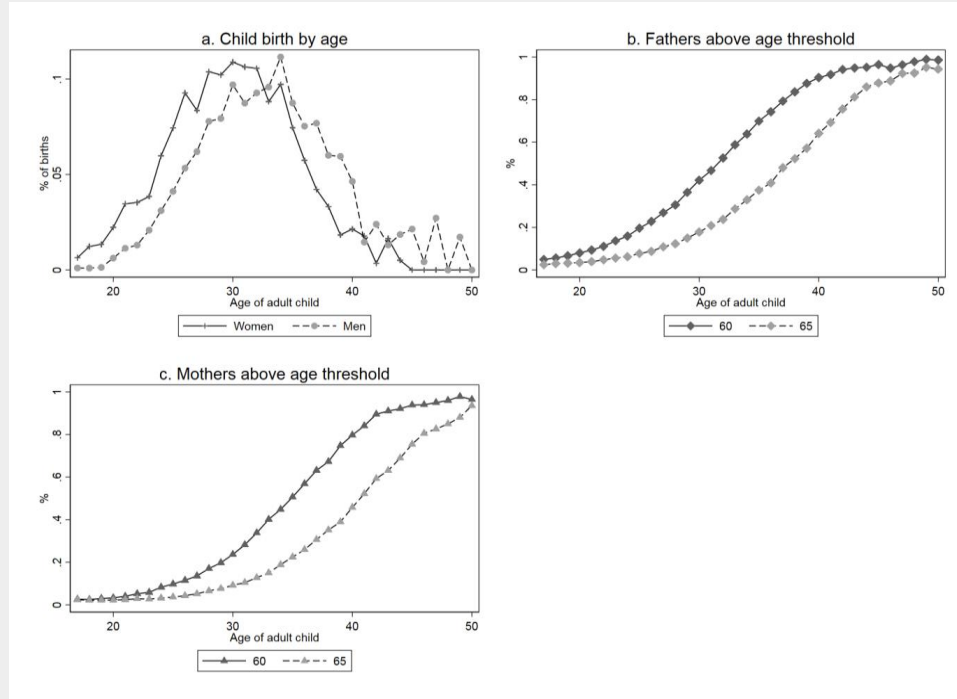 a. Child birth by age
% of births
.1
.05
0
20 30 40 50
Age of adult child
Women Men
b. Fathers above age threshold
%
1
.8
.6
.4
.2
0
20 30 40 50
Age of adult child
60 65
c. Mothers above age threshold
%
1
.8
.6
.4
.2
0
20 30 40 50
Age of adult child
60 65